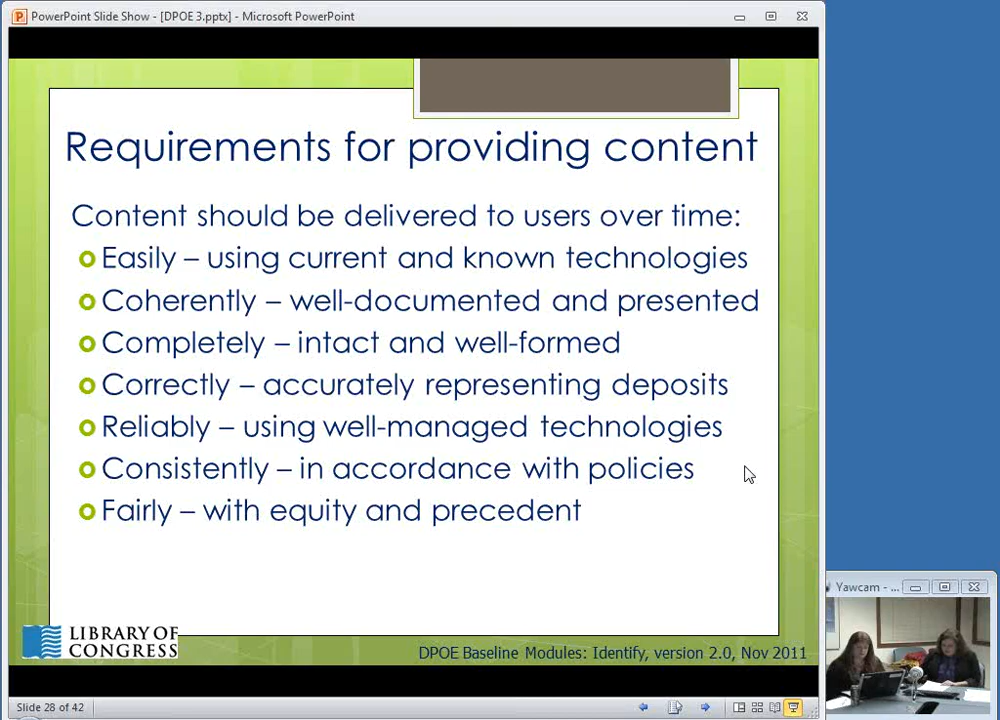 PowerPoint Slide Show - [DPOE 3.pptx] - Microsoft PowerPoint
Requirements for providing content
Content should be delivered to users over time:
Easily – using current and known technologies
Coherently – well-documented and presented
Completely – intact and well-formed
Correctly – accurately representing deposits
Reliably – using well-managed technologies
Consistently – in accordance with policies
Fairly – with equity and precedent
LIBRARY OF
CONGRESS
DPOE Baseline Modules: Identify, version 2.0, Nov 2011
Slide 28 of 42
Yawcam - ...